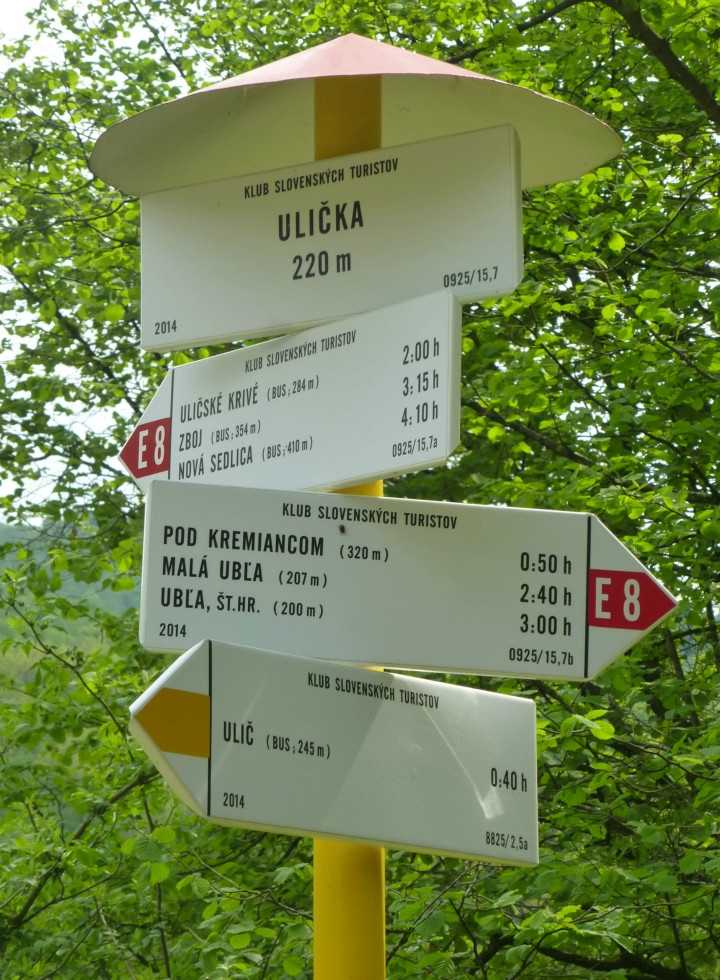 KLUB SLOVENSKÝCH TURISTOV
ULIČKA
220 m
2014 0925/15,7
KLUB SLOVENSKÝCH TURISTOV
ULIČSKÉ KRIVÉ (BUS; 284 m) 2:00 h
ZBOJ (BUS; 354 m) 3:15 h
NOVÁ SEDLICA (BUS; 410 m) 4:10 h
E 8
0925/15,7a
KLUB SLOVENSKÝCH TURISTOV
POD KREMIANCOM (320 m) 0:50 h
MALÁ UBĽA (207 m) 2:40 h
UBĽA, ŠT.HR. (200 m) 3:00 h
E 8
2014 0925/15,7b
KLUB SLOVENSKÝCH TURISTOV
ULIČ (BUS; 245 m) 0:40 h
2014 8825/2,5a